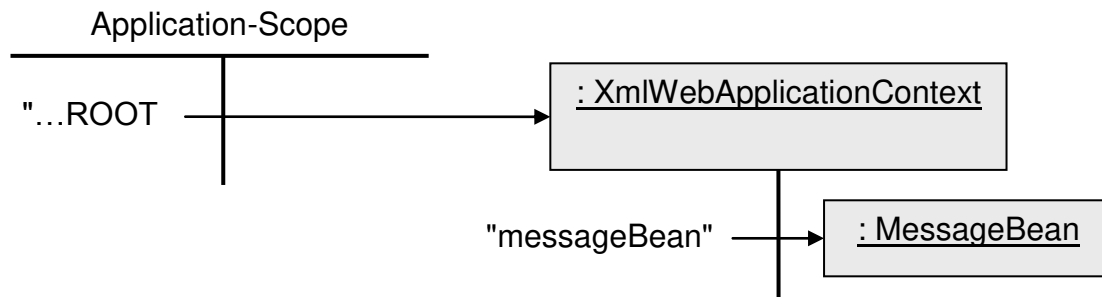 Application-Scope
: XmlWebApplicationContext
"…ROOT
"messageBean"
: MessageBean